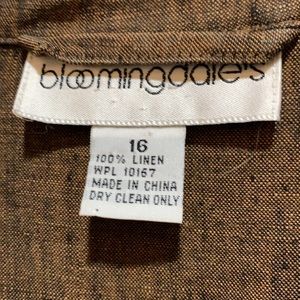 bloomingdale's
16
100% LINEN
WPL 10167
MADE IN CHINA
DRY CLEAN ONLY